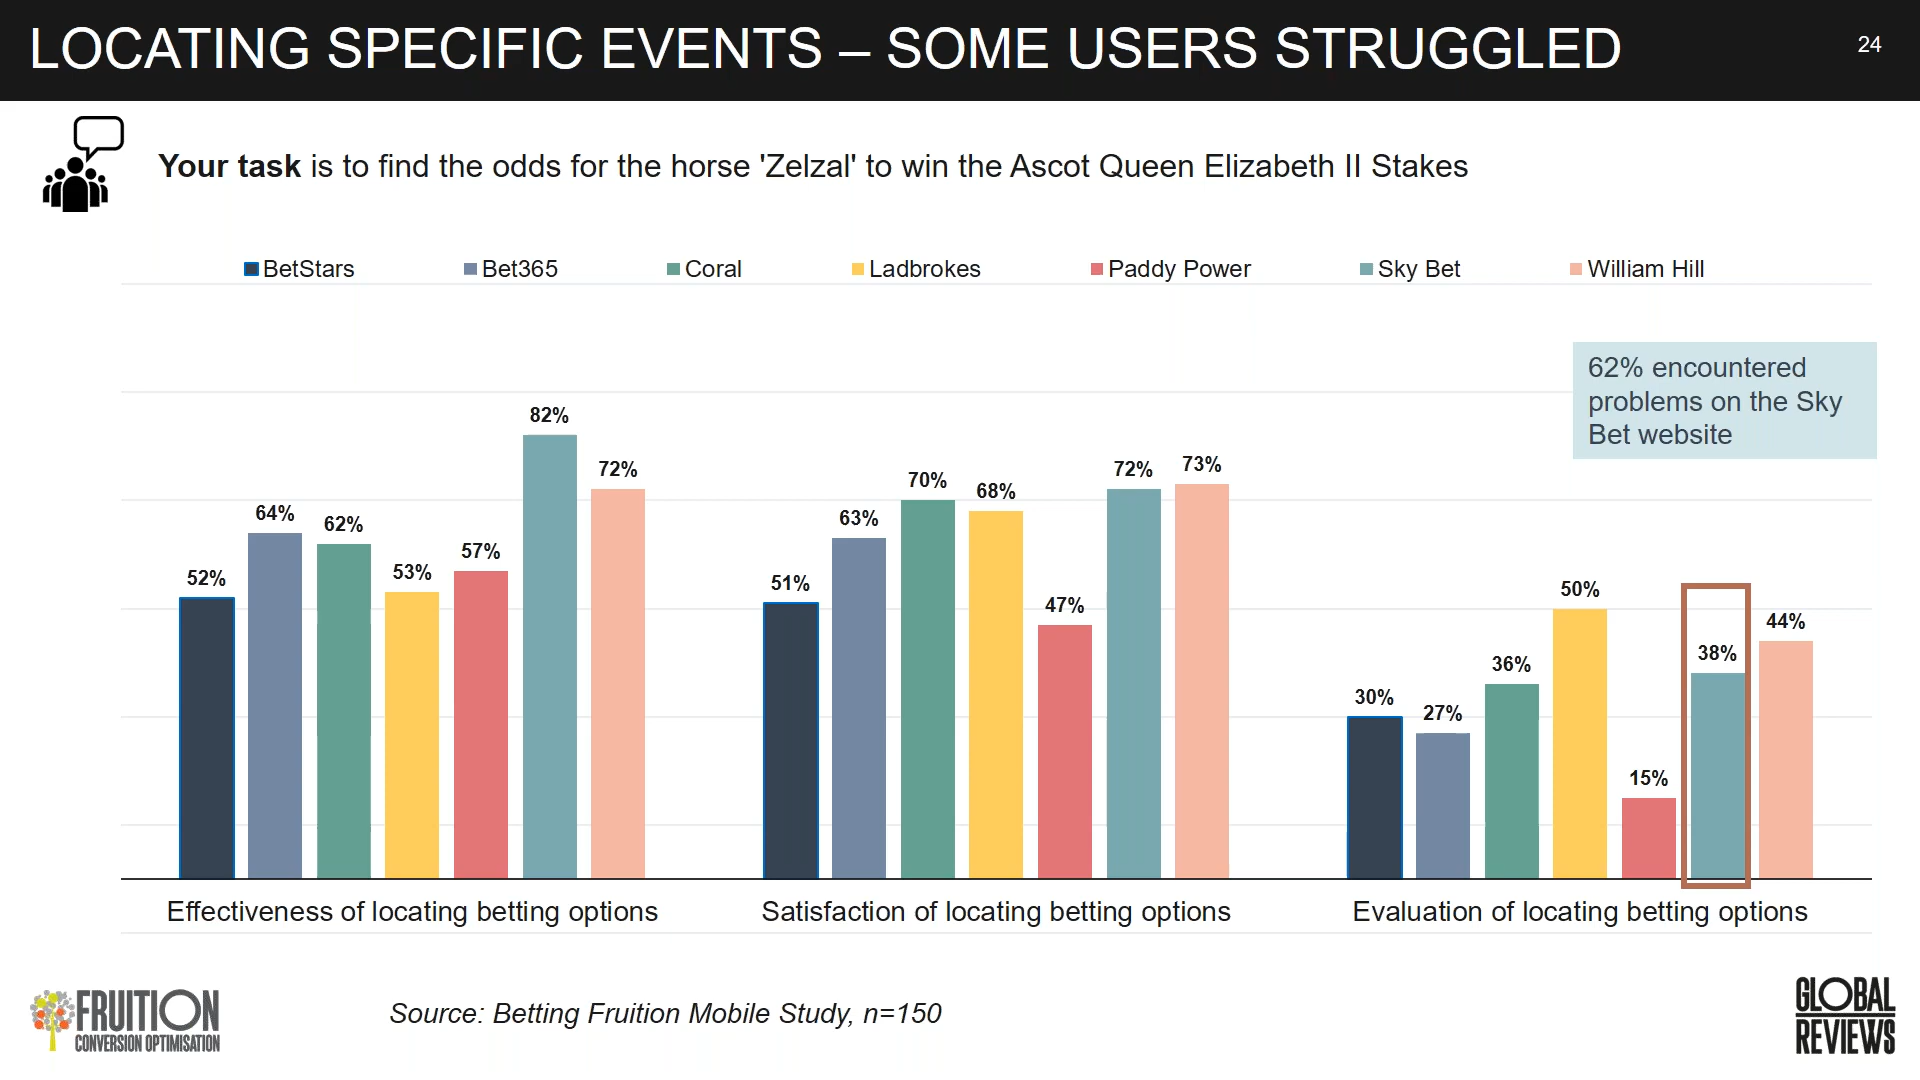 LOCATING SPECIFIC EVENTS – SOME USERS STRUGGLED
24
Your task is to find the odds for the horse 'Zelzal' to win the Ascot Queen Elizabeth II Stakes
BetStars Bet365 Coral Ladbrokes Paddy Power Sky Bet William Hill
62% encountered
problems on the Sky
Bet website
52% 64% 62% 53% 57% 82% 72%
51% 63% 70% 68% 47% 72% 73%
30% 27% 36% 50% 15% 38% 44%
Effectiveness of locating betting options
Satisfaction of locating betting options
Evaluation of locating betting options
FRUITION
CONVERSION OPTIMISATION
Source: Betting Fruition Mobile Study, n=150
GLOBAL
REVIEWS